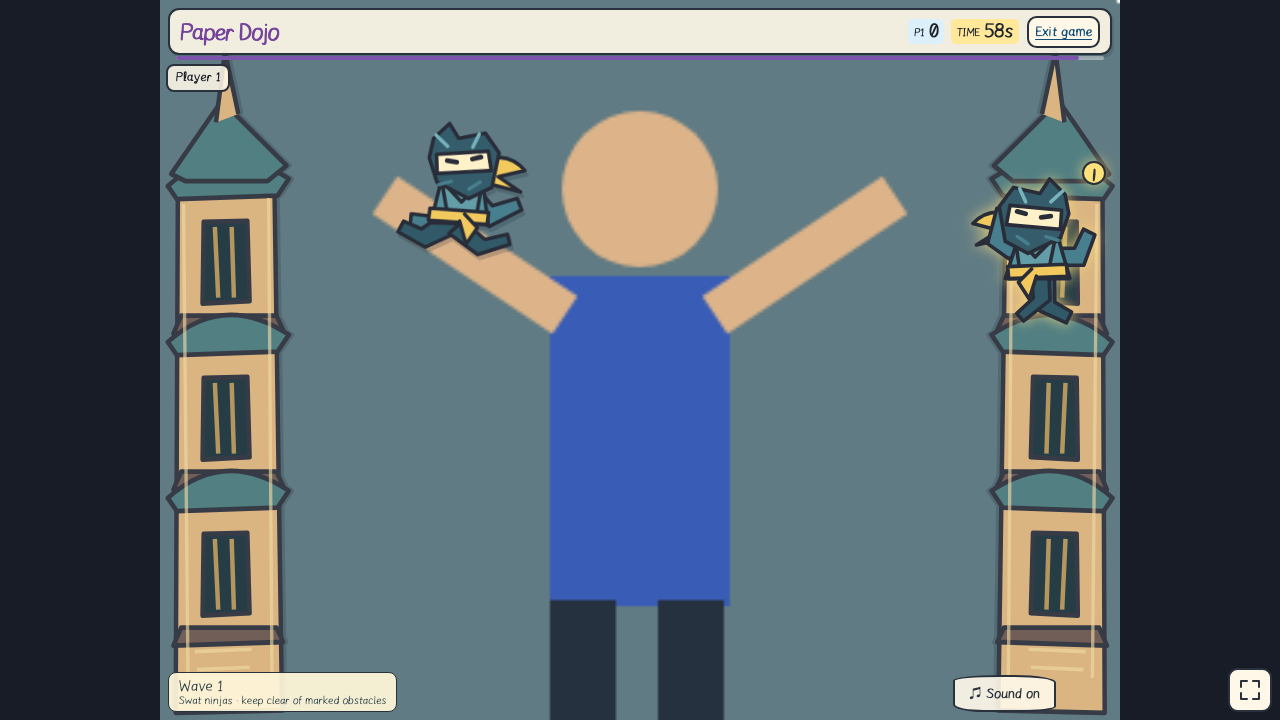 Paper Dojo
P1 0
TIME 58s
Exit game
Player 1
1
Wave 1
Swat ninjas · keep clear of marked obstacles
Sound on